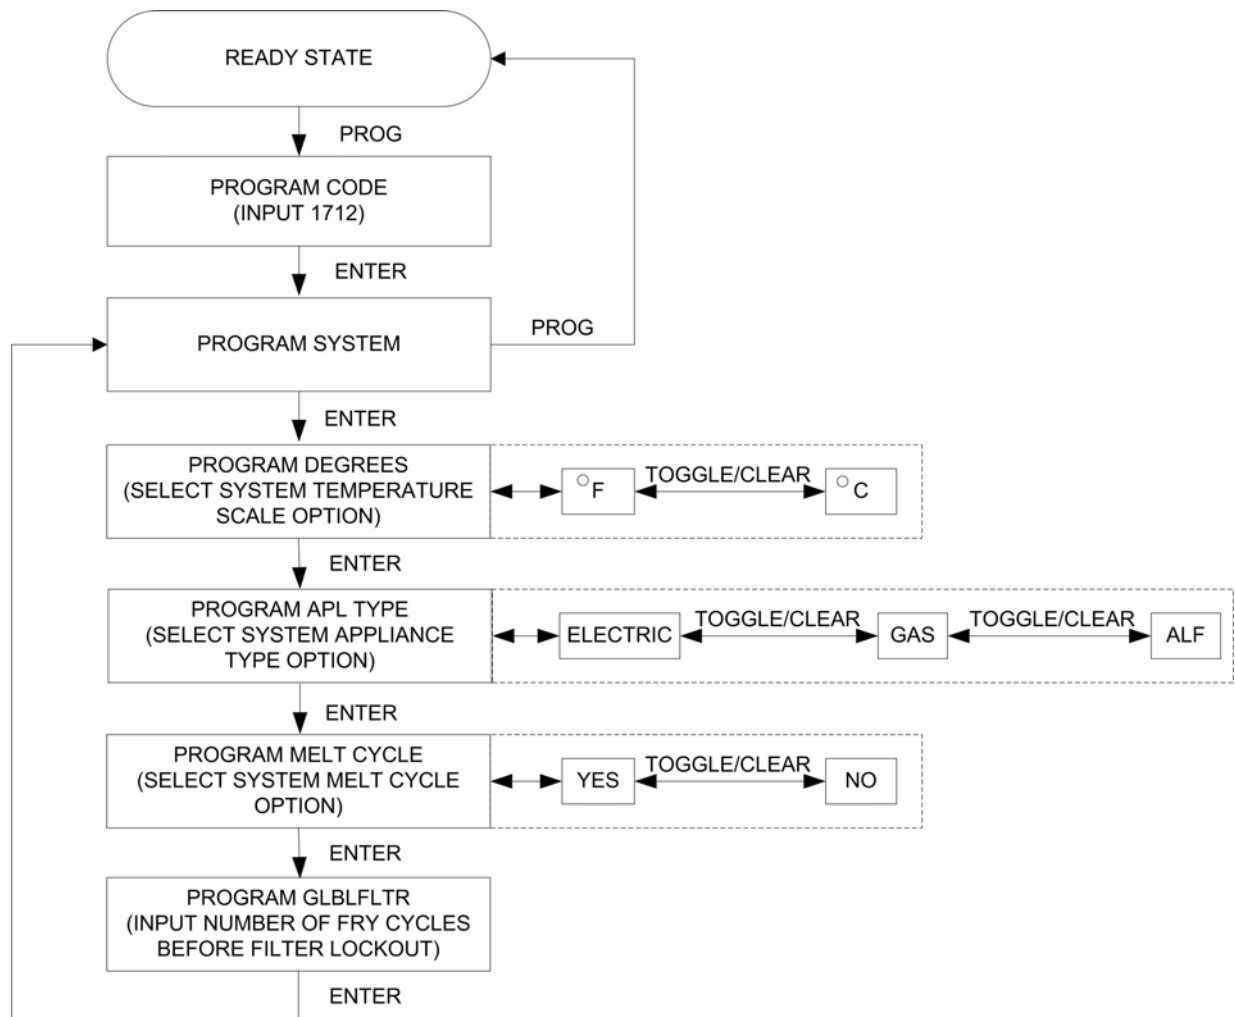 READY STATE
PROG
PROGRAM CODE
(INPUT 1712)
ENTER
PROGRAM SYSTEM
PROG
ENTER
PROGRAM DEGREES
(SELECT SYSTEM TEMPERATURE
SCALE OPTION)
°F
TOGGLE/CLEAR
°C
ENTER
PROGRAM APL TYPE
(SELECT SYSTEM APPLIANCE
TYPE OPTION)
ELECTRIC
TOGGLE/CLEAR
GAS
TOGGLE/CLEAR
ALF
ENTER
PROGRAM MELT CYCLE
(SELECT SYSTEM MELT CYCLE
OPTION)
YES
TOGGLE/CLEAR
NO
ENTER
PROGRAM GLBLFLTR
(INPUT NUMBER OF FRY CYCLES
BEFORE FILTER LOCKOUT)
ENTER